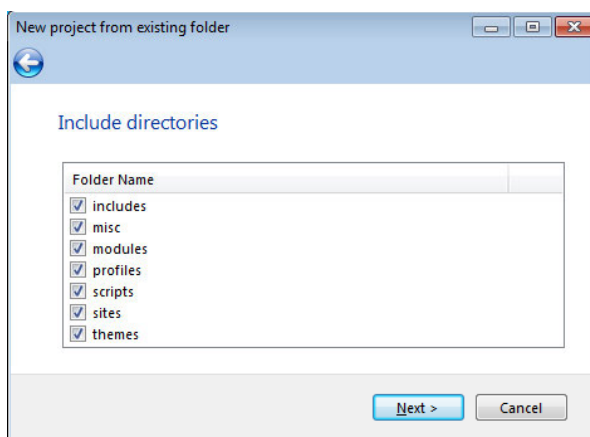 New project from existing folder
Include directories
Folder Name
includes
misc
modules
profiles
scripts
sites
themes
Next >
Cancel